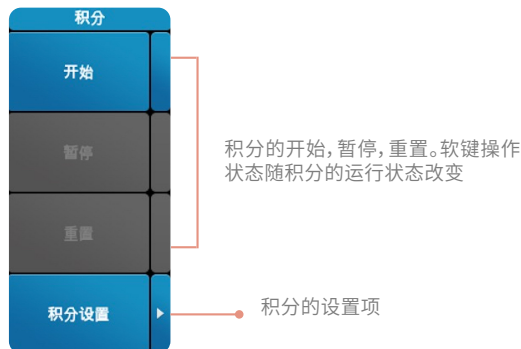 积分
开始
暂停
重置
积分设置
积分的开始,暂停,重置。软键操作
状态随积分的运行状态改变
积分的设置项